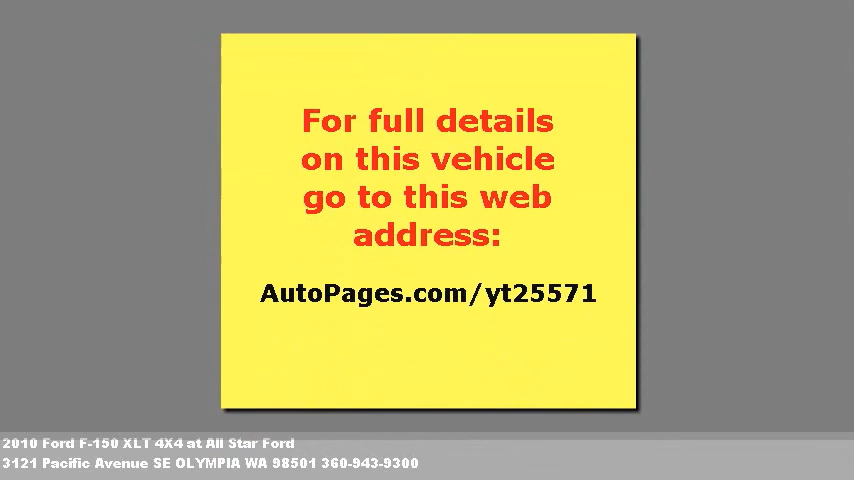 For full details
on this vehicle
go to this web
address:
AutoPages.com/yt25571
2010 Ford F-150 XLT 4X4 at All Star Ford
3121 Pacific Avenue SE OLYMPIA WA 98501 360-943-9300